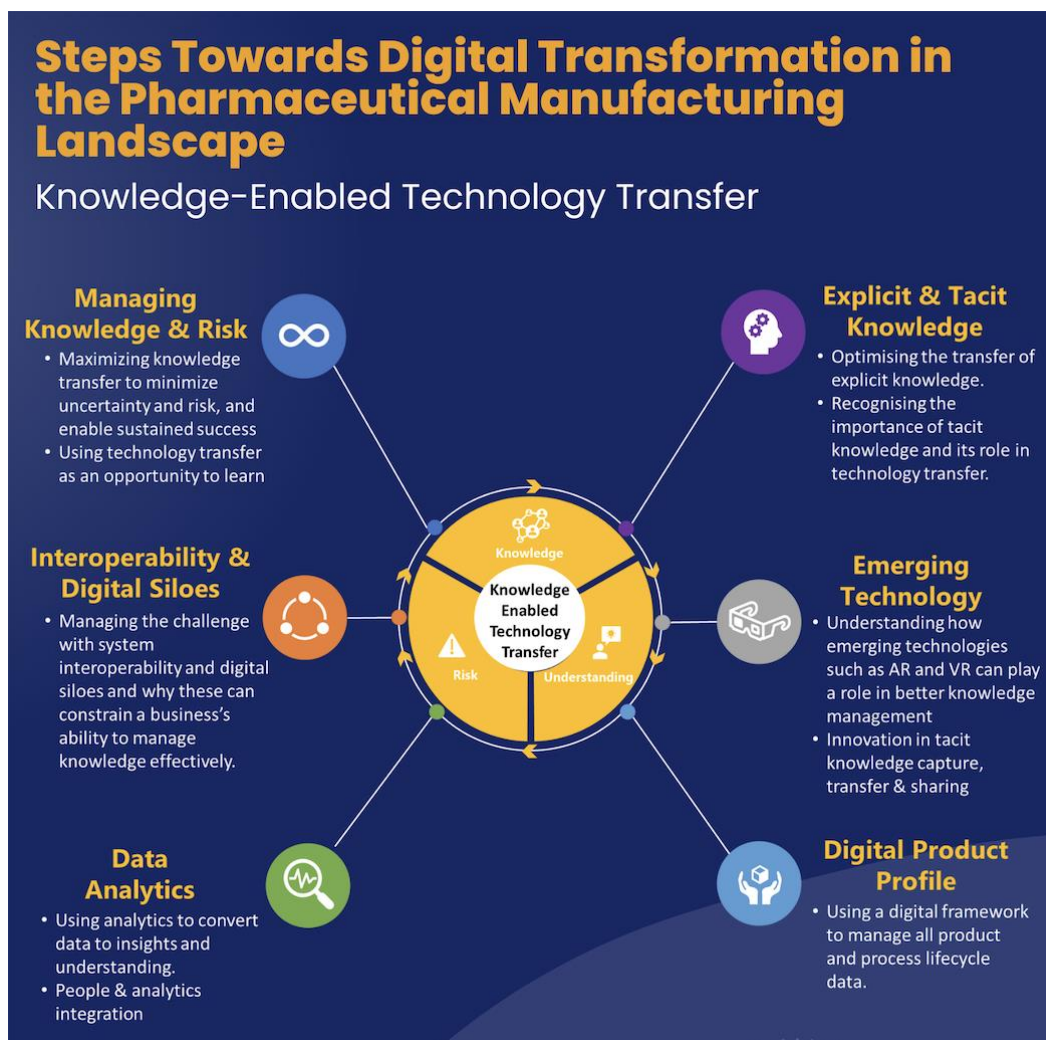 Steps Towards Digital Transformation in
the Pharmaceutical Manufacturing
Landscape
Knowledge-Enabled Technology Transfer
Managing
Knowledge & Risk
• Maximizing knowledge
transfer to minimize
uncertainty and risk, and
enable sustained success
• Using technology transfer
as an opportunity to learn
Explicit & Tacit
Knowledge
• Optimising the transfer of
explicit knowledge.
• Recognising the
importance of tacit
knowledge and its role in
technology transfer.
Interoperability &
Digital Siloes
• Managing the challenge
with system
interoperability and digital
siloes and why these can
constrain a business's
ability to manage
knowledge effectively.
Knowledge
Knowledge
Enabled
Technology
Transfer
Risk
Understanding
Emerging
Technology
• Understanding how
emerging technologies
such as AR and VR can play
a role in better knowledge
management
• Innovation in tacit
knowledge capture,
transfer & sharing
Data
Analytics
• Using analytics to convert
data to insights and
understanding.
• People & analytics
integration
Digital Product
Profile
• Using a digital framework
to manage all product
and process lifecycle
data.